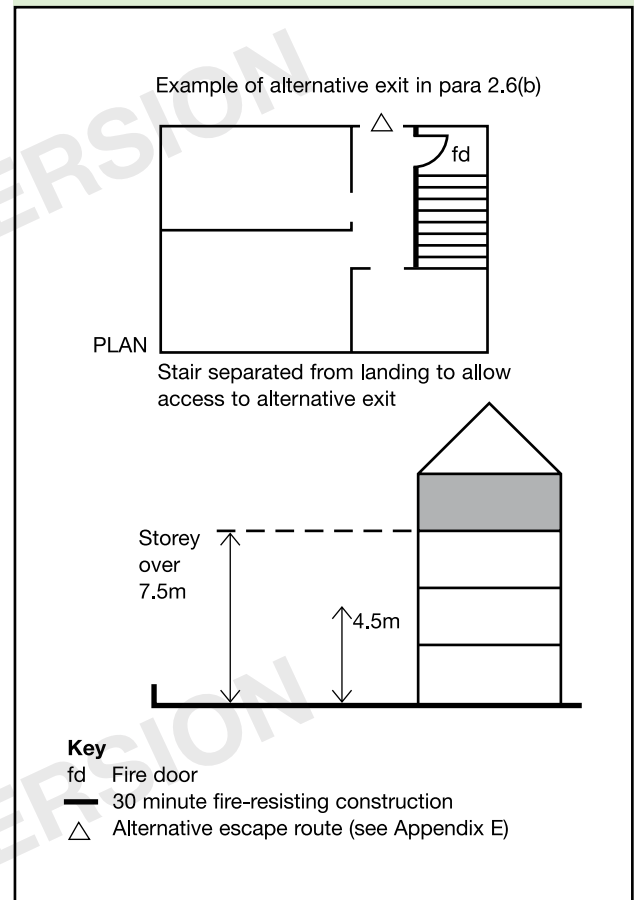 Example of alternative exit in para 2.6(b)
fd
PLAN
Stair separated from landing to allow
access to alternative exit
Storey
over
7.5m
4.5m
Key
fd Fire door
30 minute fire-resisting construction
Alternative escape route (see Appendix E)
ERSION
ERSION